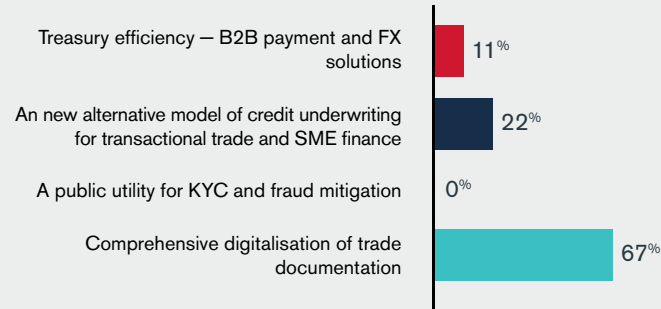 Treasury efficiency — B2B payment and FX
solutions
11%
An new alternative model of credit underwriting
for transactional trade and SME finance
22%
A public utility for KYC and fraud mitigation
0%
Comprehensive digitalisation of trade
documentation
67%